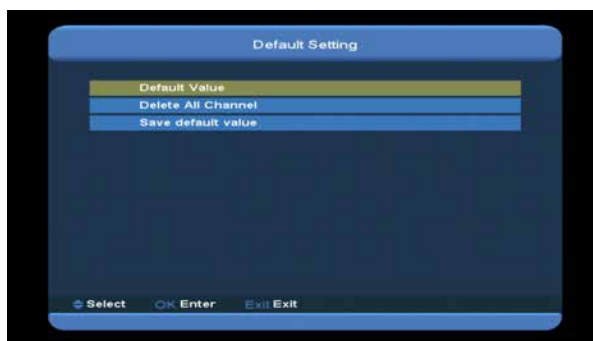 Default Setting
Default Value
Delete All Channel
Save default value
Select OK Enter Exit Exit